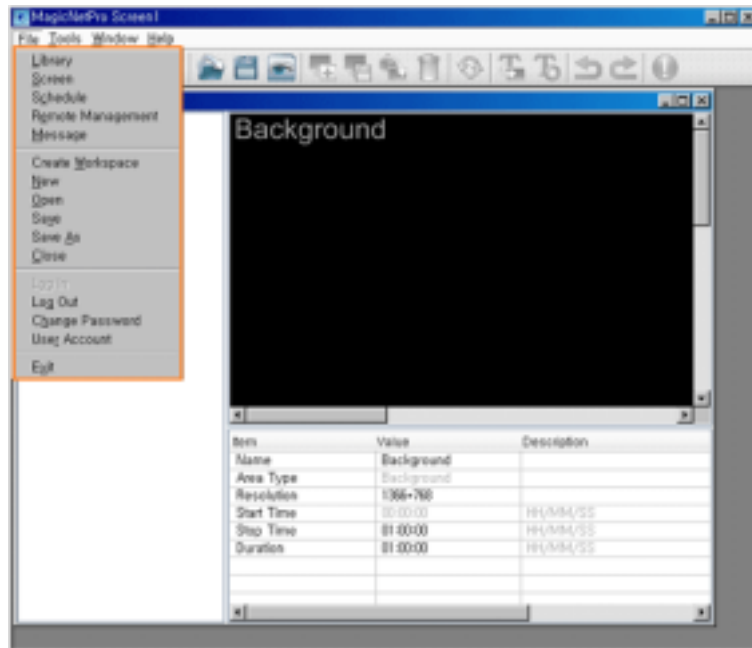 MagicNetPro Screen1
File Tools Window Help
Library
Screen
Schedule
Remote Management
Message
Create Workspace
New
Open
Save
Save As
Close
Log In
Log Out
Change Password
User Account
Exit
Background
Item Value Description
Name Background
Area Type Background
Resolution 1366*768
Start Time 00:00:00 HH/MM/SS
Stop Time 01:00:00 HH/MM/SS
Duration 01:00:00 HH/MM/SS